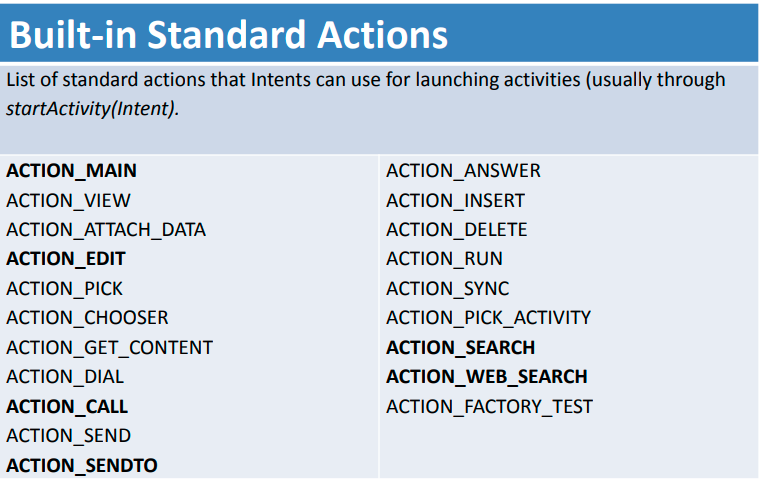 Built-in Standard Actions
List of standard actions that Intents can use for launching activities (usually through
startActivity(Intent).
ACTION_MAIN
ACTION_VIEW
ACTION_ATTACH_DATA
ACTION_EDIT
ACTION_PICK
ACTION_CHOOSER
ACTION_GET_CONTENT
ACTION_DIAL
ACTION_CALL
ACTION_SEND
ACTION_SENDTO
ACTION_ANSWER
ACTION_INSERT
ACTION_DELETE
ACTION_RUN
ACTION_SYNC
ACTION_PICK_ACTIVITY
ACTION_SEARCH
ACTION_WEB_SEARCH
ACTION_FACTORY_TEST